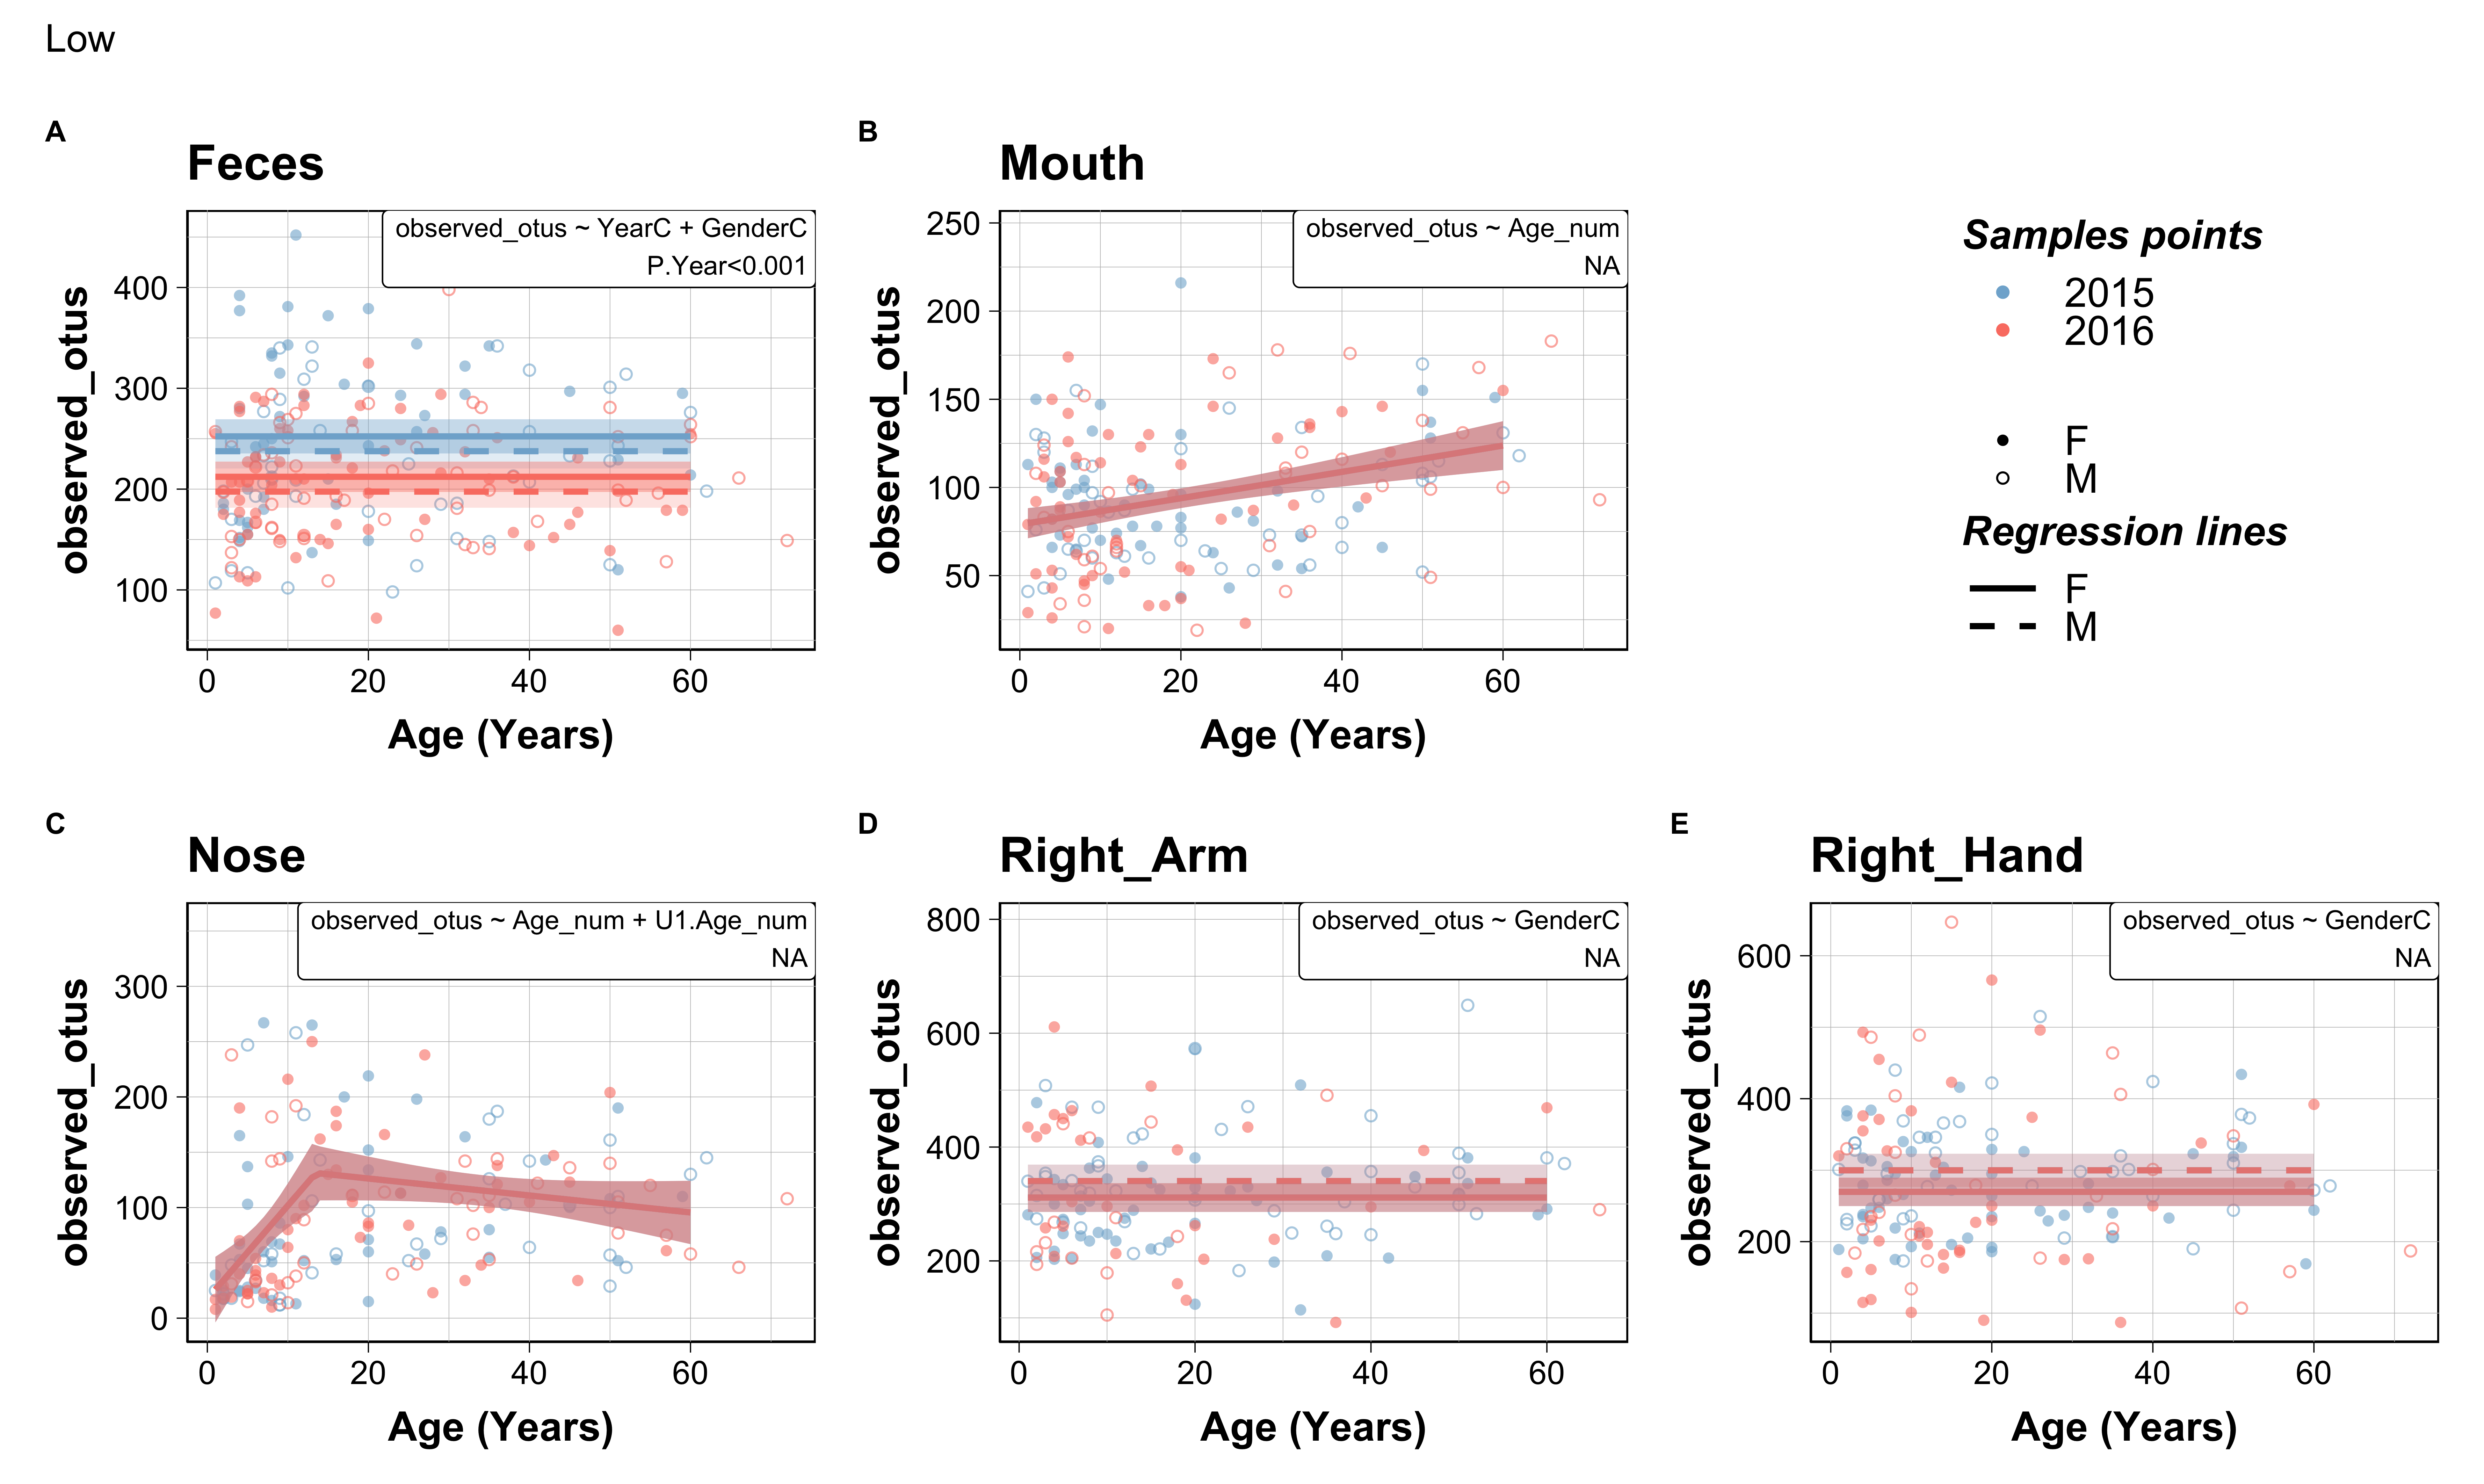 Low
A
Feces
observed_otus ~ YearC + GenderC
P.Year<0.001
observed_otus
400
300
200
100
0
20
40
60
Age (Years)
B
Mouth
observed_otus ~ Age_num
NA
observed_otus
250
200
150
100
50
0
20
40
60
Age (Years)
Samples points
2015
2016
F
M
Regression lines
F
M
C
Nose
observed_otus ~ Age_num + U1.Age_num
NA
observed_otus
300
200
100
0
0
20
40
60
Age (Years)
D
Right_Arm
observed_otus ~ GenderC
NA
observed_otus
800
600
400
200
0
20
40
60
Age (Years)
E
Right_Hand
observed_otus ~ GenderC
NA
observed_otus
600
400
200
0
20
40
60
Age (Years)